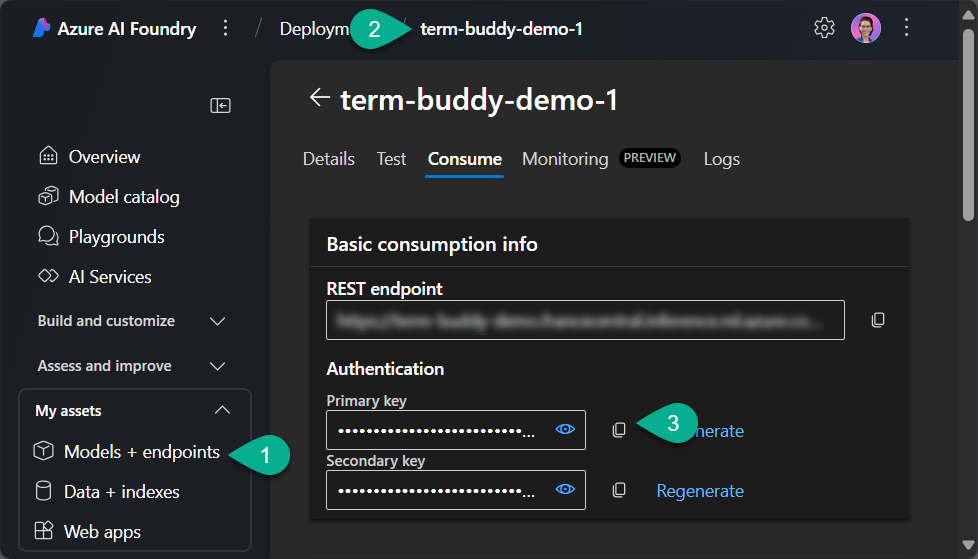 Azure AI Foundry / Deploym 2 term-buddy-demo-1
term-buddy-demo-1
Details Test Consume Monitoring PREVIEW Logs
Overview
Model catalog
Playgrounds
AI Services
Build and customize
Assess and improve
My assets
Models + endpoints 1
Data + indexes
Web apps
Basic consumption info
REST endpoint
Authentication
Primary key
••••••••••••••••••••••••••... 3 nerate
Secondary key
••••••••••••••••••••••••••... Regenerate